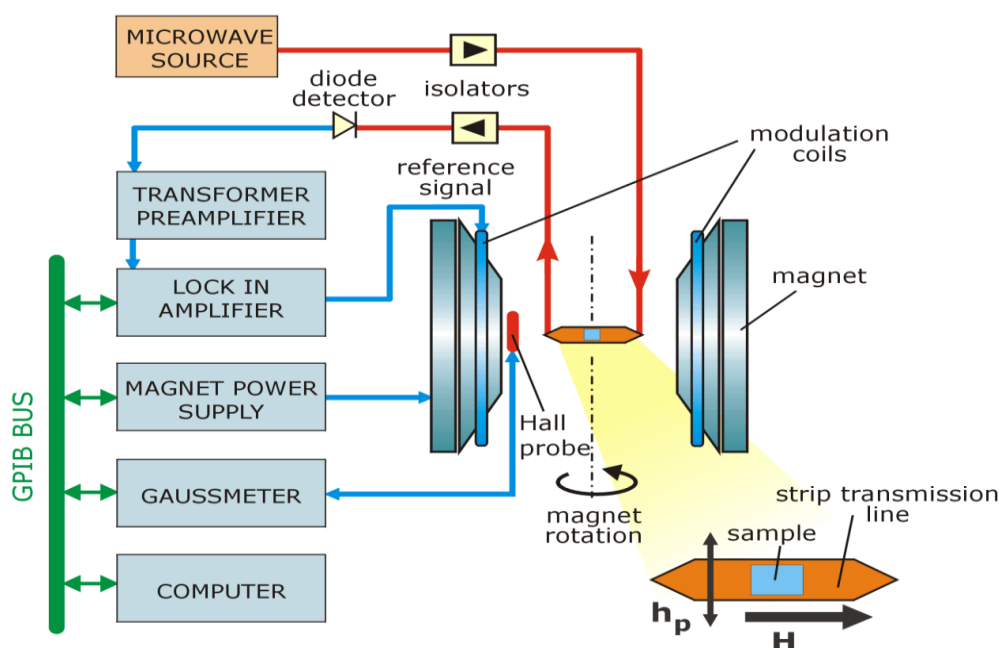 MICROWAVE
SOURCE
isolators
diode
detector
modulation
coils
reference
signal
TRANSFORMER
PREAMPLIFIER
LOCK IN
AMPLIFIER
magnet
MAGNET POWER
SUPPLY
Hall
probe
GPIB BUS
GAUSSMETER
magnet
rotation
strip transmission
line
sample
COMPUTER
hp
H